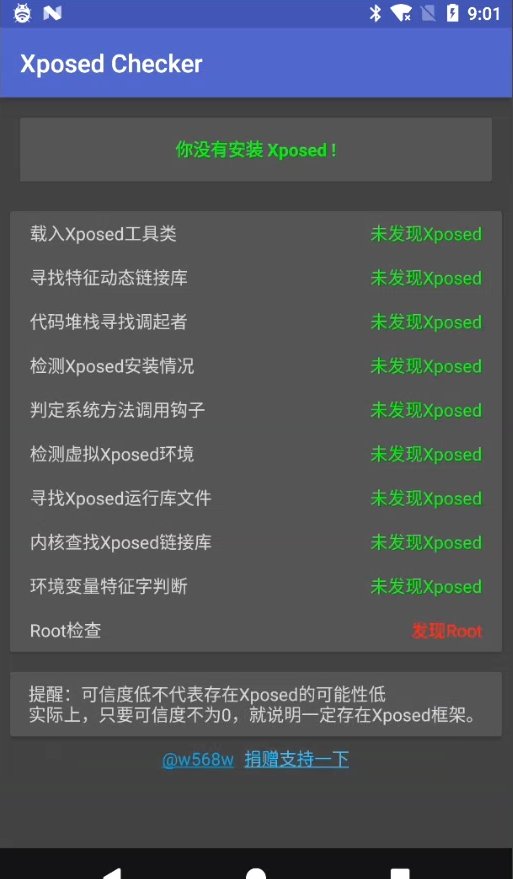 9:01
Xposed Checker
你没有安装 Xposed！
载入Xposed工具类 未发现Xposed
寻找特征动态链接库 未发现Xposed
代码堆栈寻找调起者 未发现Xposed
检测Xposed安装情况 未发现Xposed
判定系统方法调用钩子 未发现Xposed
检测虚拟Xposed环境 未发现Xposed
寻找Xposed运行库文件 未发现Xposed
内核查找Xposed链接库 未发现Xposed
环境变量特征字判断 未发现Xposed
Root检查 发现Root
提醒：可信度低不代表存在Xposed的可能性低
实际上，只要可信度不为0，就说明一定存在Xposed框架。
@w568w 捐赠支持一下